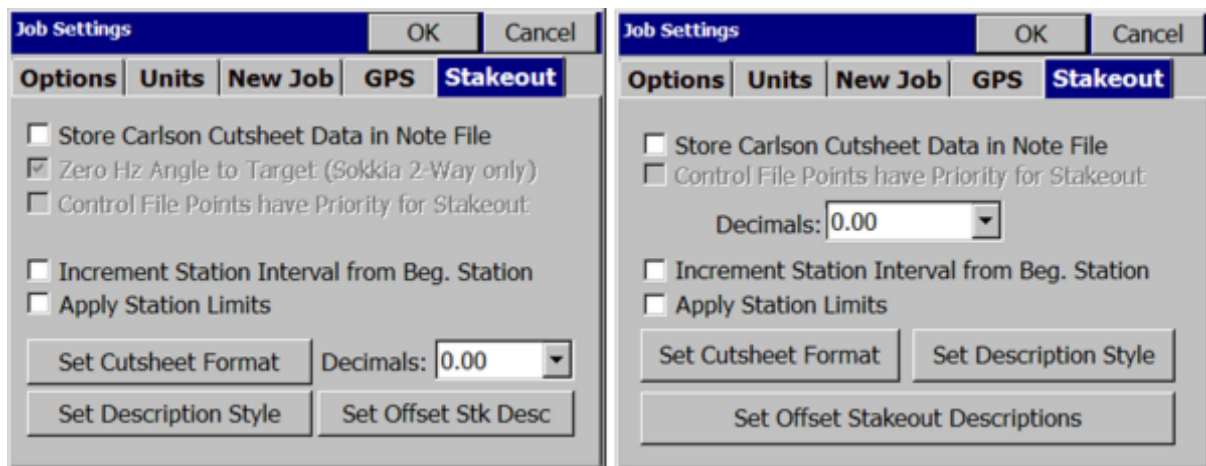 Job Settings OK Cancel
Options Units New Job GPS Stakeout
Store Carlson Cutsheet Data in Note File
Zero Hz Angle to Target (Sokkia 2-Way only)
Control File Points have Priority for Stakeout
Increment Station Interval from Beg. Station
Apply Station Limits
Set Cutsheet Format Decimals: 0.00
Set Description Style Set Offset Stk Desc
Job Settings OK Cancel
Options Units New Job GPS Stakeout
Store Carlson Cutsheet Data in Note File
Control File Points have Priority for Stakeout
Decimals: 0.00
Increment Station Interval from Beg. Station
Apply Station Limits
Set Cutsheet Format Set Description Style
Set Offset Stakeout Descriptions